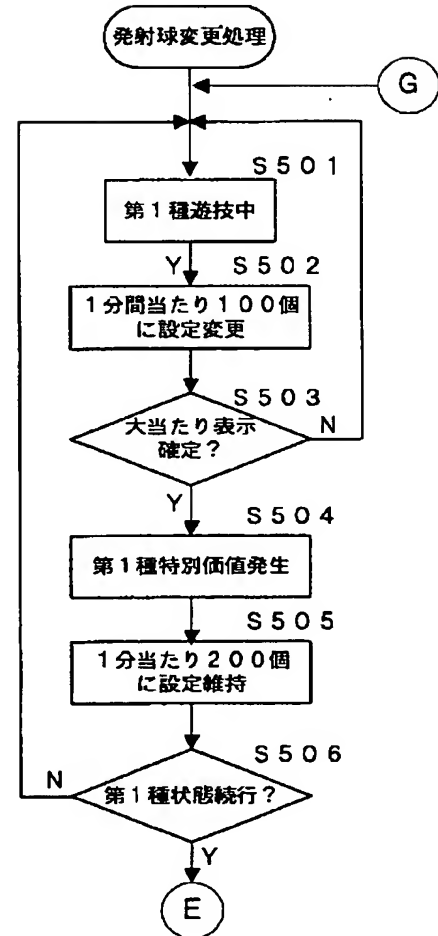 発射球変更処理
G
S501
第1種遊技中
Y
S502
1分間当たり100個
に設定変更
S503
大当たり表示
確定？
N
Y
S504
第1種特別価値発生
S505
1分当たり200個
に設定維持
S506
N
第1種状態続行？
Y
E